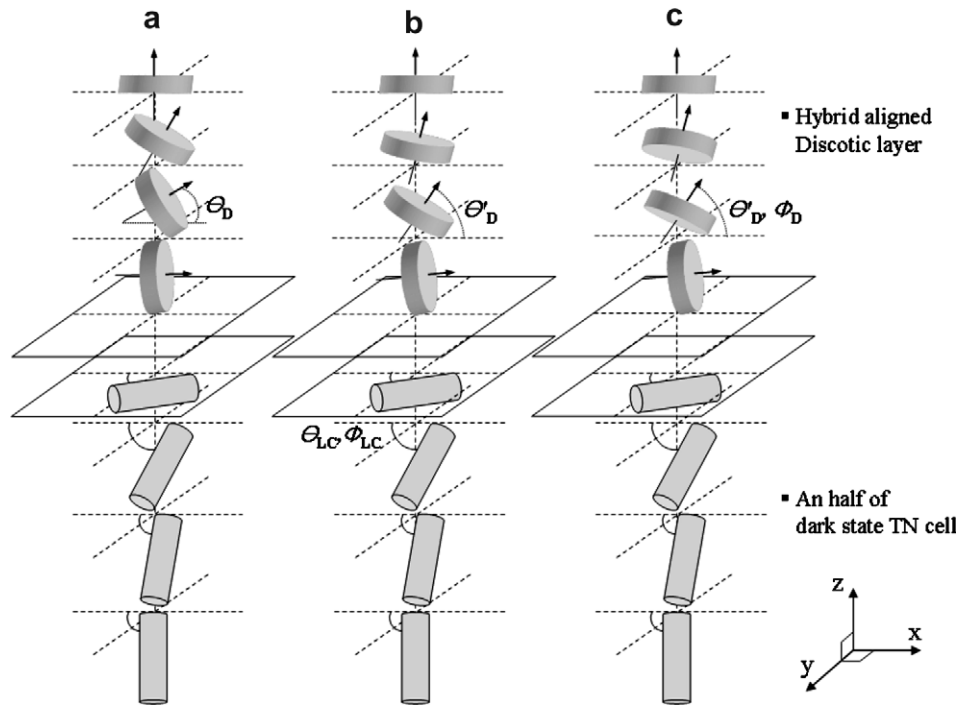 a
b
c
▪ Hybrid aligned
Discotic layer
Θ_D
Θ'_D
Θ'_D, Φ_D
Θ_LC, Φ_LC
▪ An half of
dark state TN cell
z
x
y